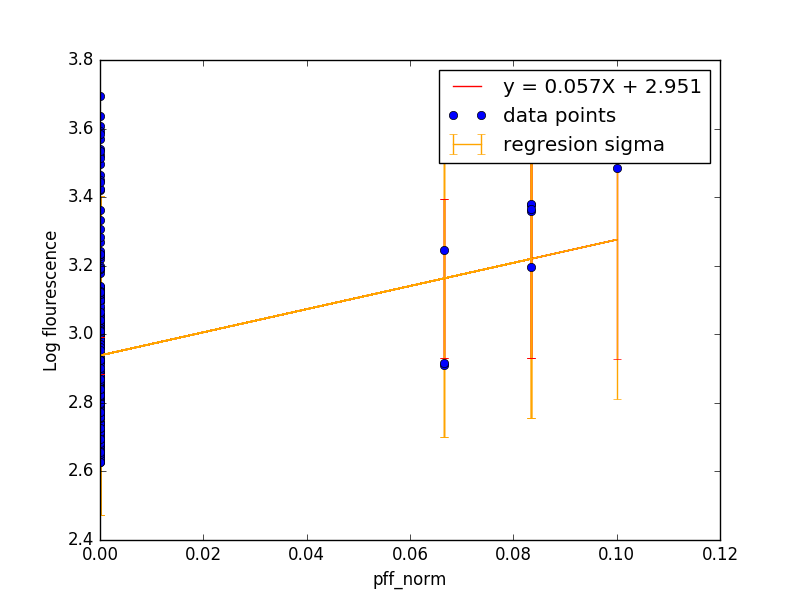 y = 0.057X + 2.951
data points
regresion sigma
3.8
3.6
3.4
3.2
3.0
2.8
2.6
2.4
Log flourescence
0.00 0.02 0.04 0.06 0.08 0.10 0.12
pff_norm